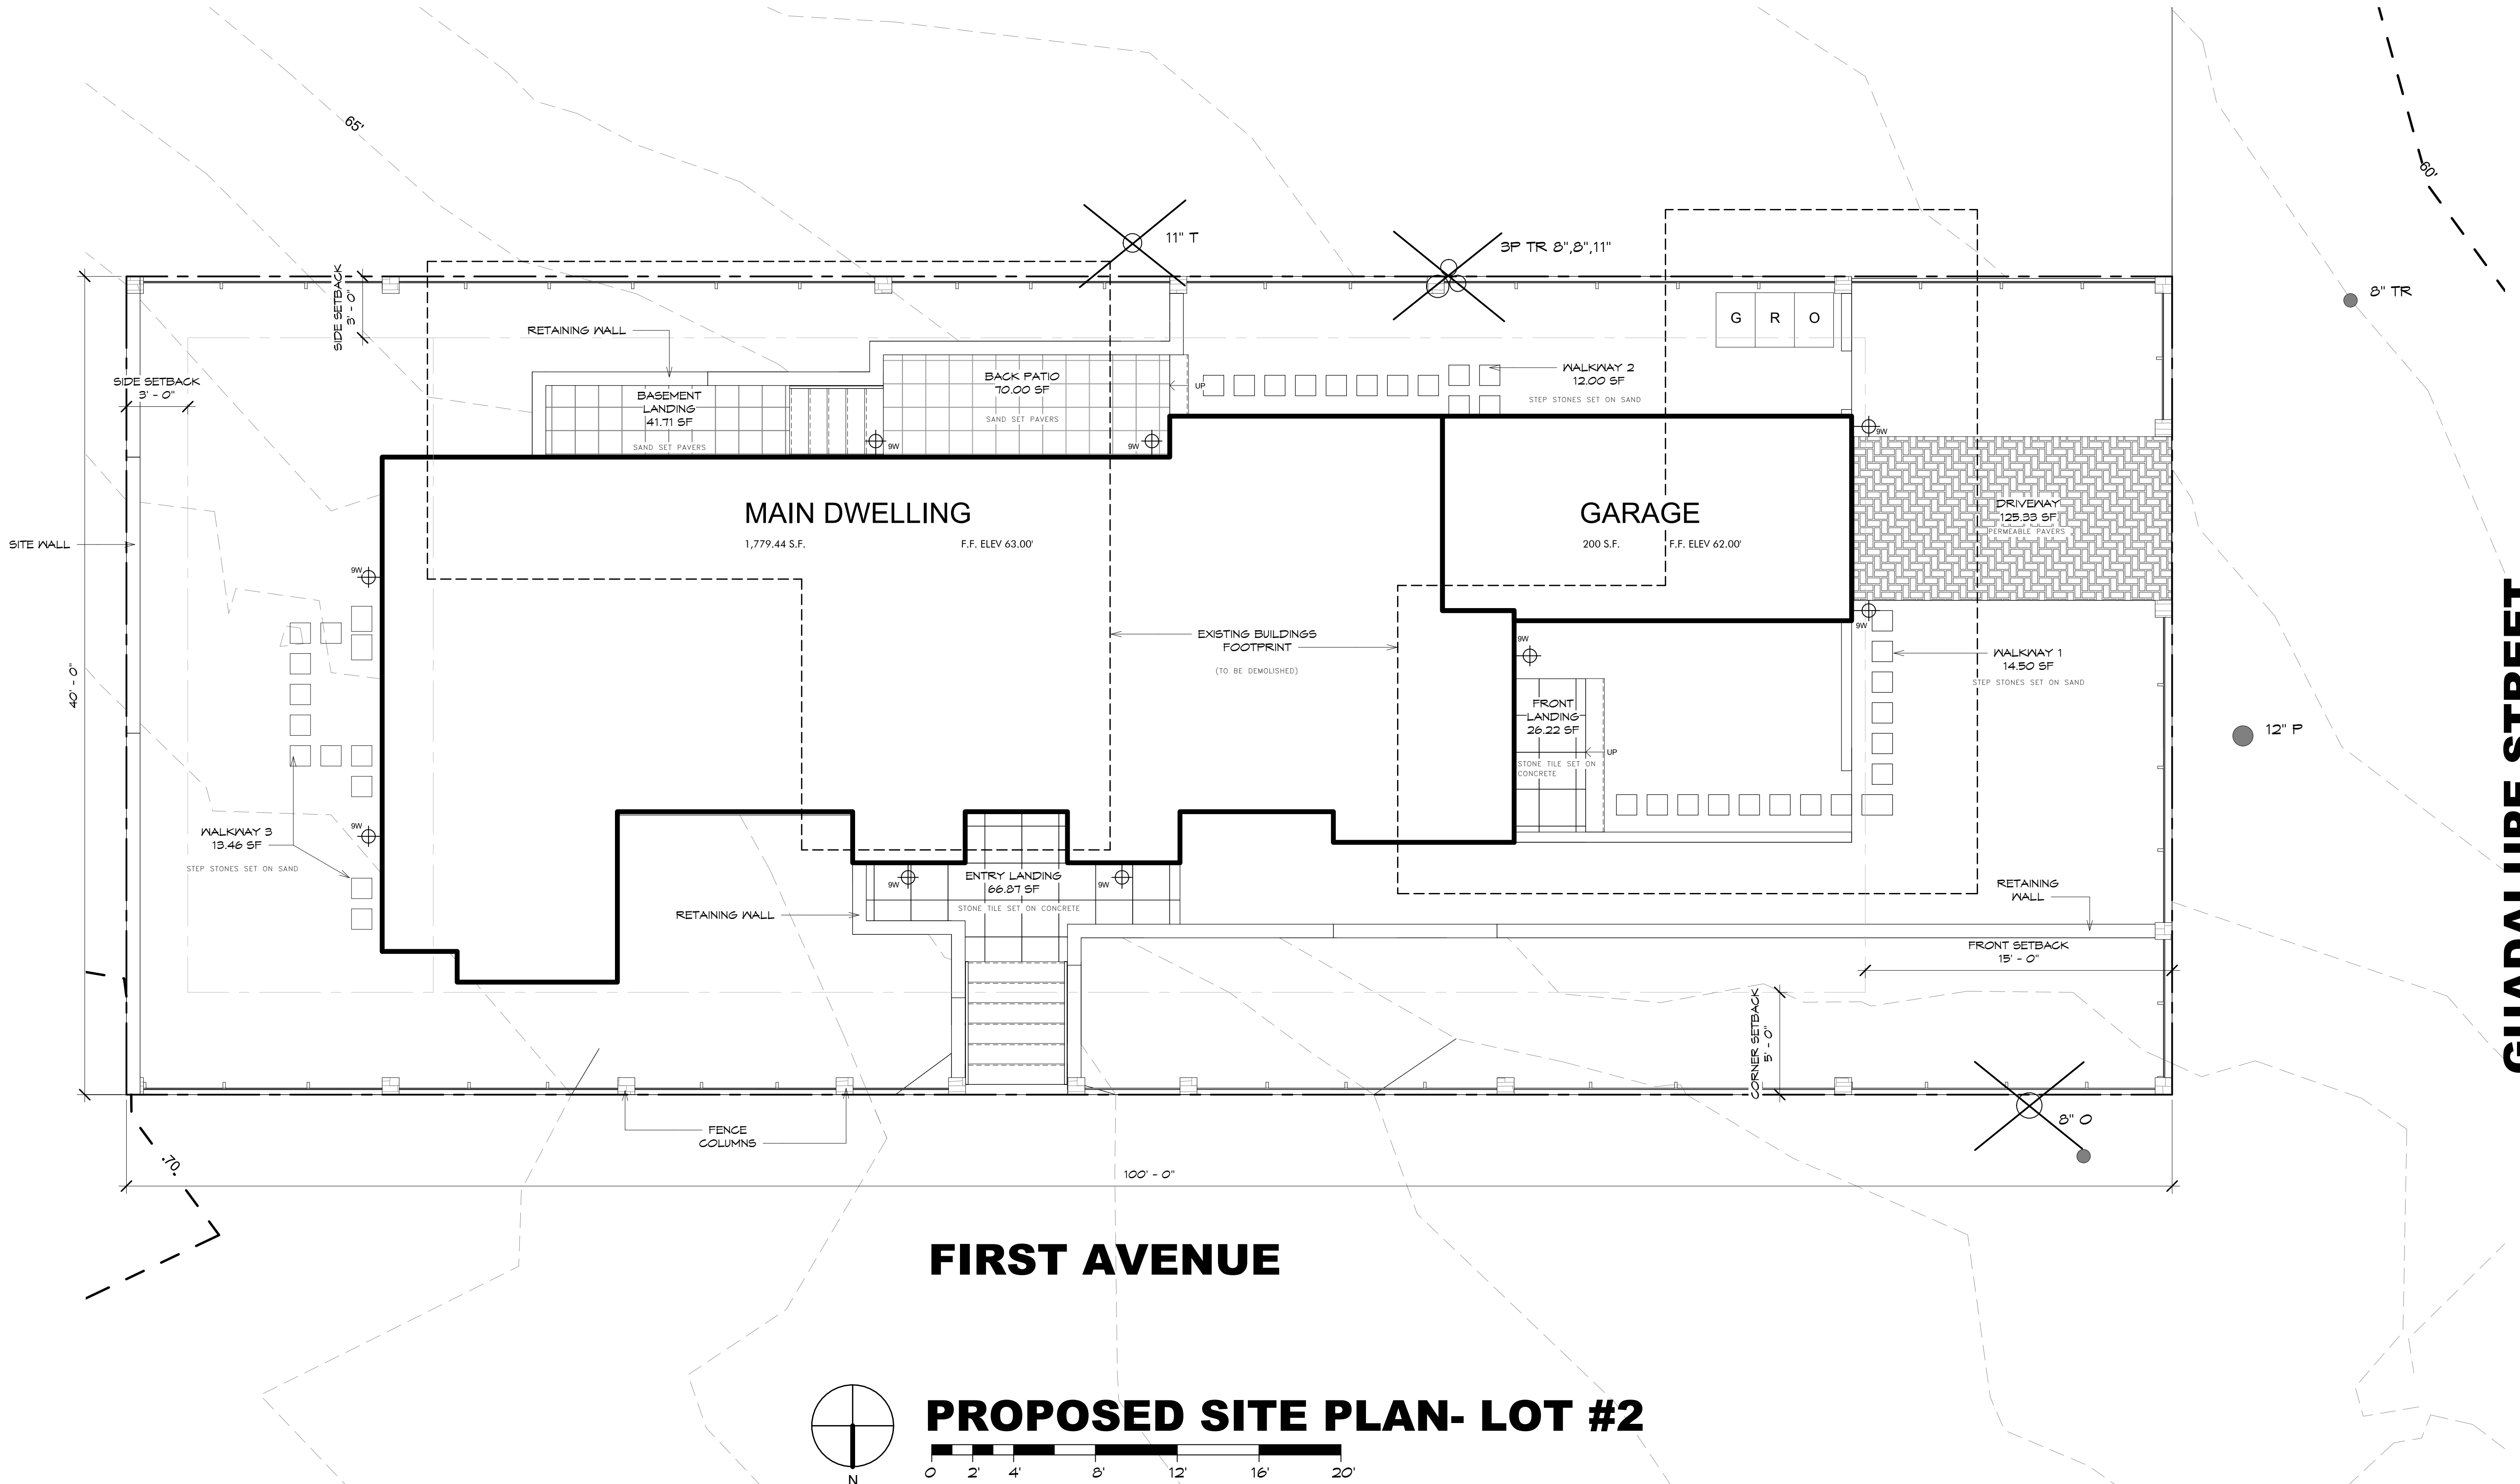 65'
60'
11" T
3P TR 8",8",11"
8" TR
SIDE SETBACK
3' - 0"
RETAINING WALL
G R O
SIDE SETBACK
3' - 0"
BASEMENT
LANDING
41.71 SF
SAND SET PAVERS
BACK PATIO
70.00 SF
SAND SET PAVERS
UP
WALKWAY 2
12.00 SF
STEP STONES SET ON SAND
9W
9W
9W
MAIN DWELLING
1,779.44 S.F.
F.F. ELEV 63.00'
GARAGE
200 S.F.
F.F. ELEV 62.00'
DRIVEWAY
125.33 SF
PERMEABLE PAVERS
SITE WALL
9W
9W
9W
EXISTING BUILDINGS
FOOTPRINT
(TO BE DEMOLISHED)
WALKWAY 1
14.50 SF
STEP STONES SET ON SAND
40' - 0"
FRONT
LANDING
26.22 SF
UP
STONE TILE SET ON
CONCRETE
12" P
GUADALUPE STREET
9W
WALKWAY 3
13.46 SF
STEP STONES SET ON SAND
9W
9W
ENTRY LANDING
66.87 SF
STONE TILE SET ON CONCRETE
RETAINING WALL
RETAINING
WALL
FRONT SETBACK
15' - 0"
CORNER SETBACK
5' - 0"
8" O
FENCE
COLUMNS
70
100' - 0"
FIRST AVENUE
PROPOSED SITE PLAN- LOT #2
N
0 2' 4' 8' 12' 16' 20'